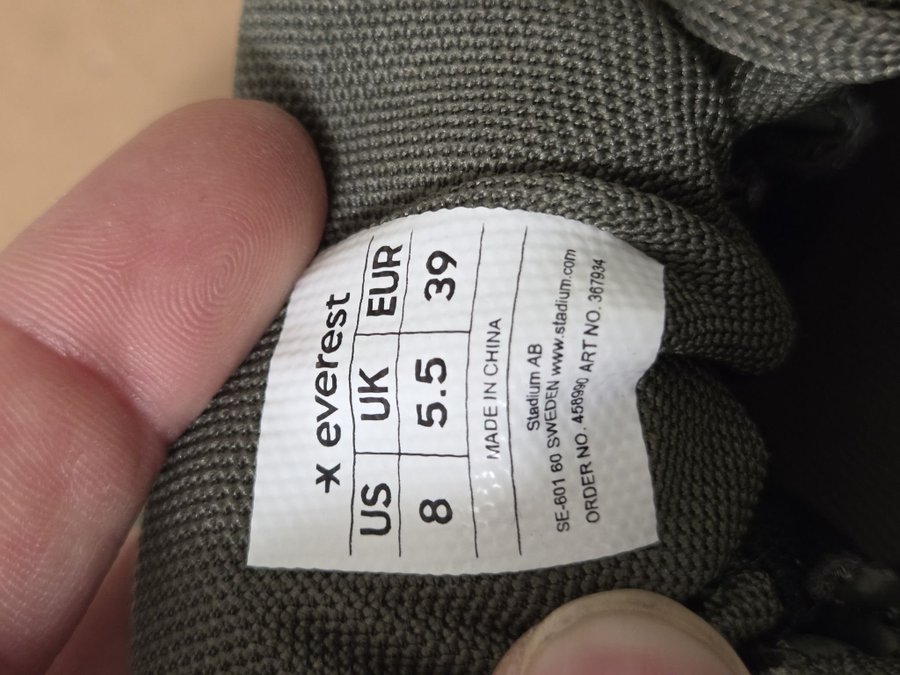 everest
US UK EUR
8 5.5 39
MADE IN CHINA
Stadium AB
SE-601 60 SWEDEN www.stadium.com
ORDER NO. 458990 ART NO. 367934